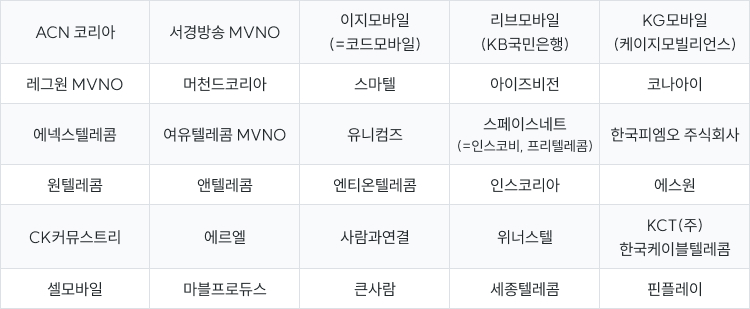 ACN 코리아
서경방송 MVNO
이지모바일
(=코드모바일)
리브모바일
(KB국민은행)
KG모바일
(케이지모빌리언스)
레그원 MVNO
머천드코리아
스마텔
아이즈비전
코나아이
에넥스텔레콤
여유텔레콤 MVNO
유니컴즈
스페이스네트
(=인스코비, 프리텔레콤)
한국피엠오 주식회사
원텔레콤
앤텔레콤
엔티온텔레콤
인스코리아
에스원
CK커뮤스트리
에르엘
사람과연결
위너스텔
KCT(주)
한국케이블텔레콤
셀모바일
마블프로듀스
큰사람
세종텔레콤
핀플레이